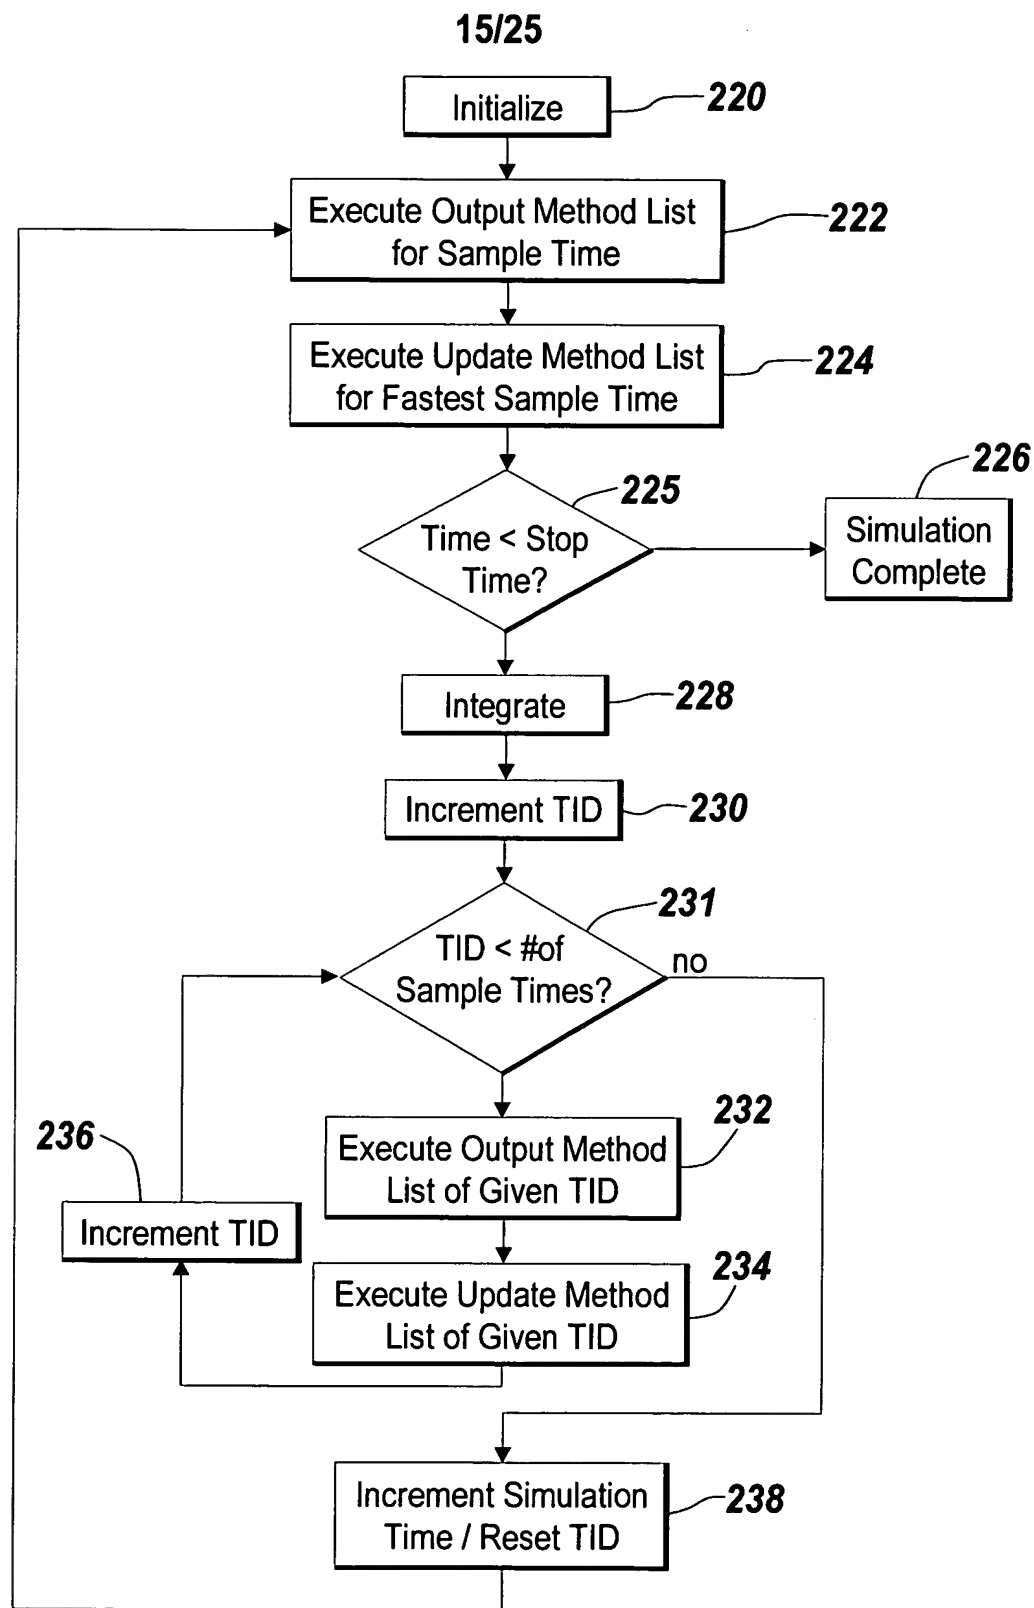 15/25
Initialize
220
Execute Output Method List
for Sample Time
222
Execute Update Method List
for Fastest Sample Time
224
225
Time < Stop
Time?
226
Simulation
Complete
Integrate
228
Increment TID
230
231
TID < #of
Sample Times?
no
232
Execute Output Method
List of Given TID
236
Increment TID
234
Execute Update Method
List of Given TID
Increment Simulation
Time / Reset TID
238